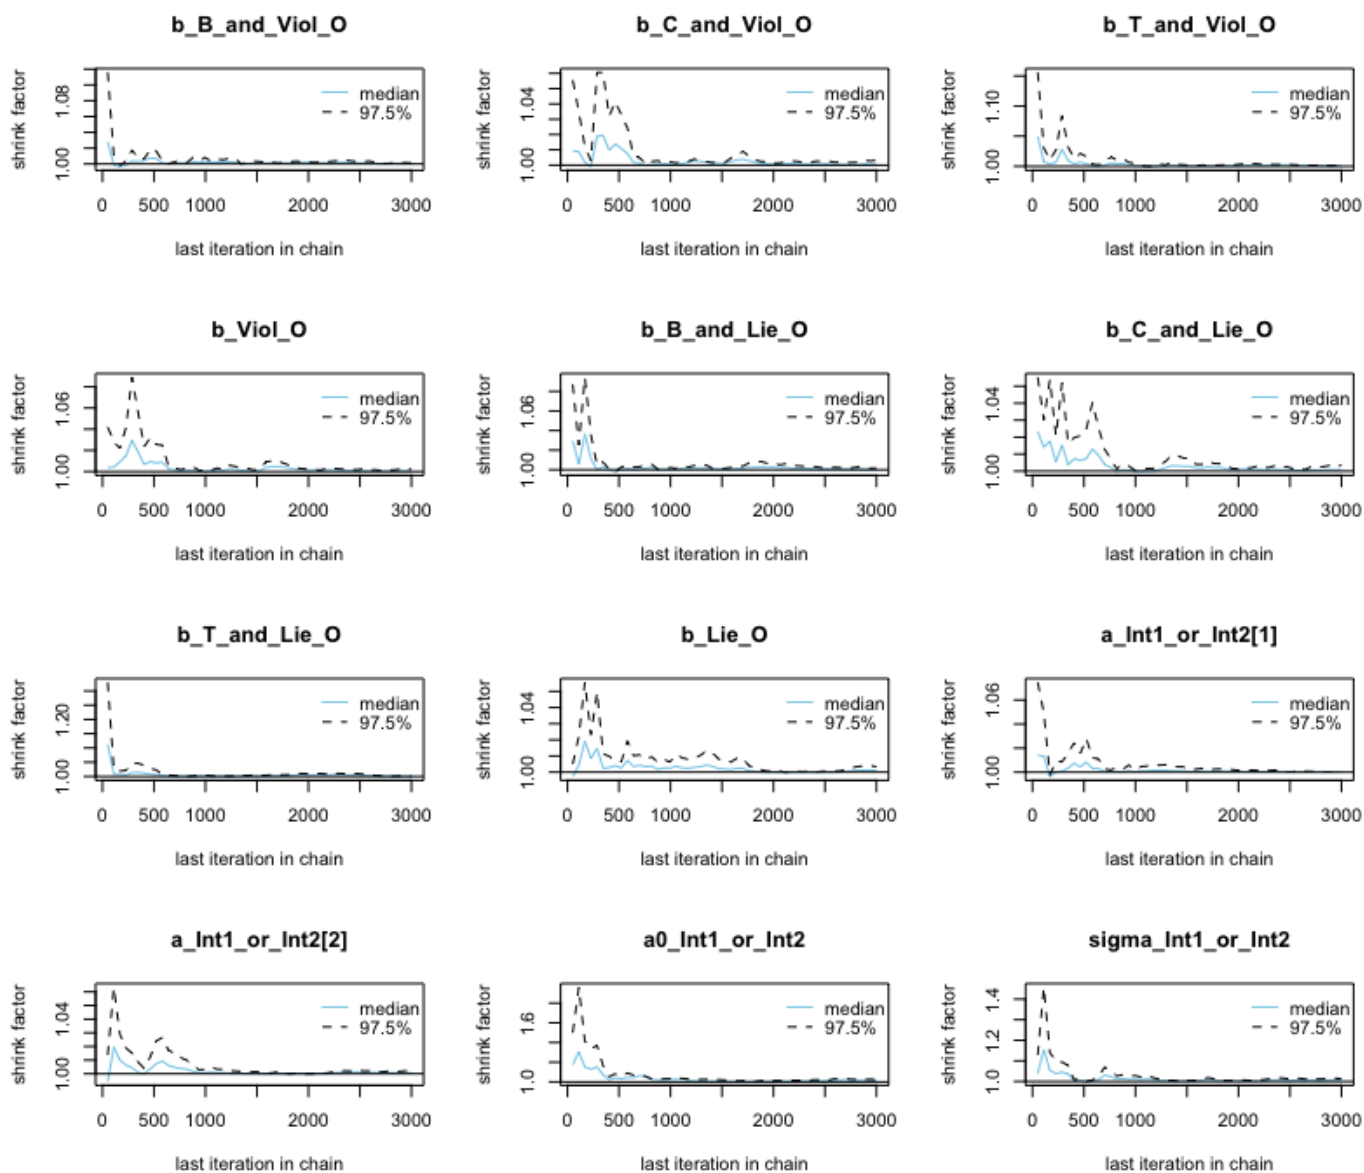 b_B_and_Viol_O
shrink factor
1.00 1.08
median
97.5%
0 500 1000 2000 3000
last iteration in chain
b_C_and_Viol_O
shrink factor
1.00 1.04
median
97.5%
0 500 1000 2000 3000
last iteration in chain
b_T_and_Viol_O
shrink factor
1.00 1.10
median
97.5%
0 500 1000 2000 3000
last iteration in chain
b_Viol_O
shrink factor
1.00 1.06
median
97.5%
0 500 1000 2000 3000
last iteration in chain
b_B_and_Lie_O
shrink factor
1.00 1.06
median
97.5%
0 500 1000 2000 3000
last iteration in chain
b_C_and_Lie_O
shrink factor
1.00 1.04
median
97.5%
0 500 1000 2000 3000
last iteration in chain
b_T_and_Lie_O
shrink factor
1.00 1.20
median
97.5%
0 500 1000 2000 3000
last iteration in chain
b_Lie_O
shrink factor
1.00 1.04
median
97.5%
0 500 1000 2000 3000
last iteration in chain
a_Int1_or_Int2[1]
shrink factor
1.00 1.06
median
97.5%
0 500 1000 2000 3000
last iteration in chain
a_Int1_or_Int2[2]
shrink factor
1.00 1.04
median
97.5%
0 500 1000 2000 3000
last iteration in chain
a0_Int1_or_Int2
shrink factor
1.0 1.6
median
97.5%
0 500 1000 2000 3000
last iteration in chain
sigma_Int1_or_Int2
shrink factor
1.0 1.2 1.4
median
97.5%
0 500 1000 2000 3000
last iteration in chain